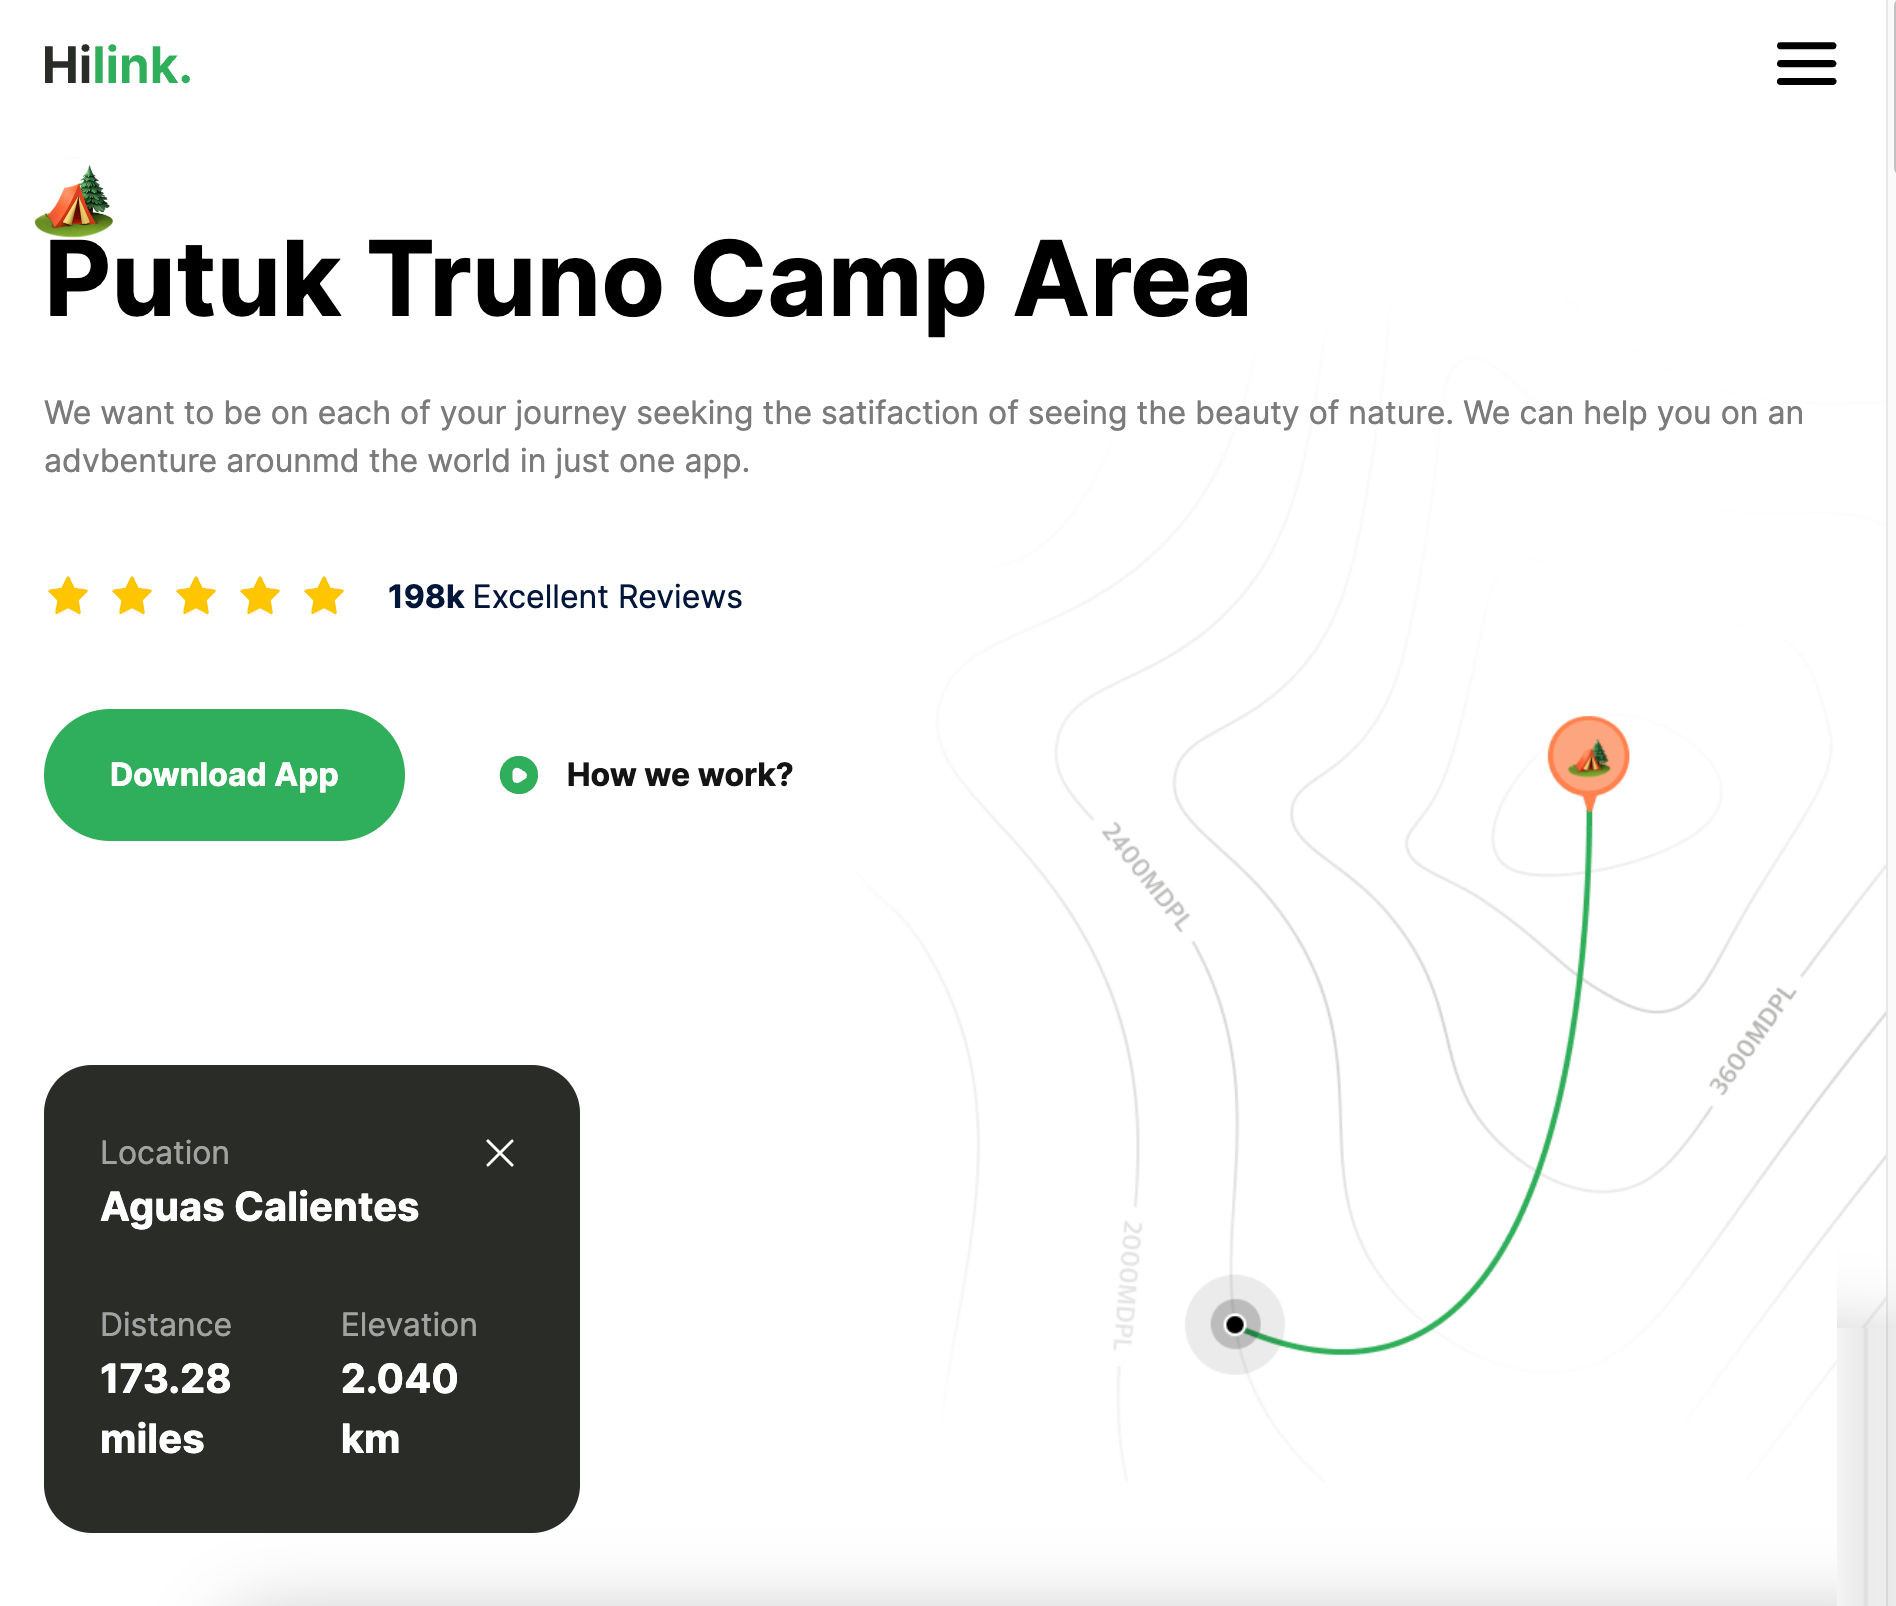 Hilink.
Putuk Truno Camp Area
We want to be on each of your journey seeking the satifaction of seeing the beauty of nature. We can help you on an
advbenture arounmd the world in just one app.
198k Excellent Reviews
Download App
How we work?
2400MDPL
3600MDPL
2000MDPL
Location
Aguas Calientes
Distance
Elevation
173.28
2.040
miles
km